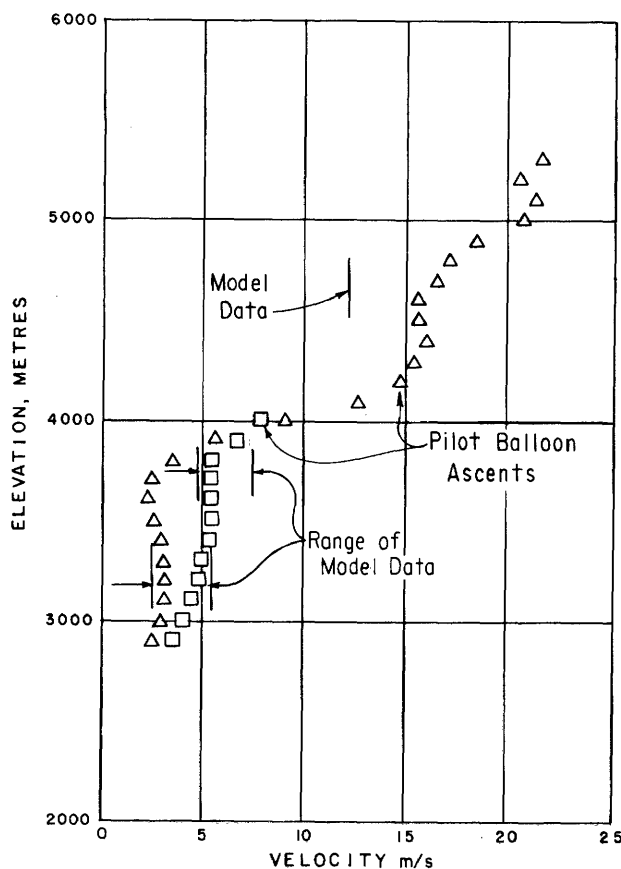 6000
5000
4000
3000
2000
ELEVATION, METRES
Model
Data
Pilot Balloon
Ascents
Range of
Model Data
0 5 10 15 20 25
VELOCITY m/s